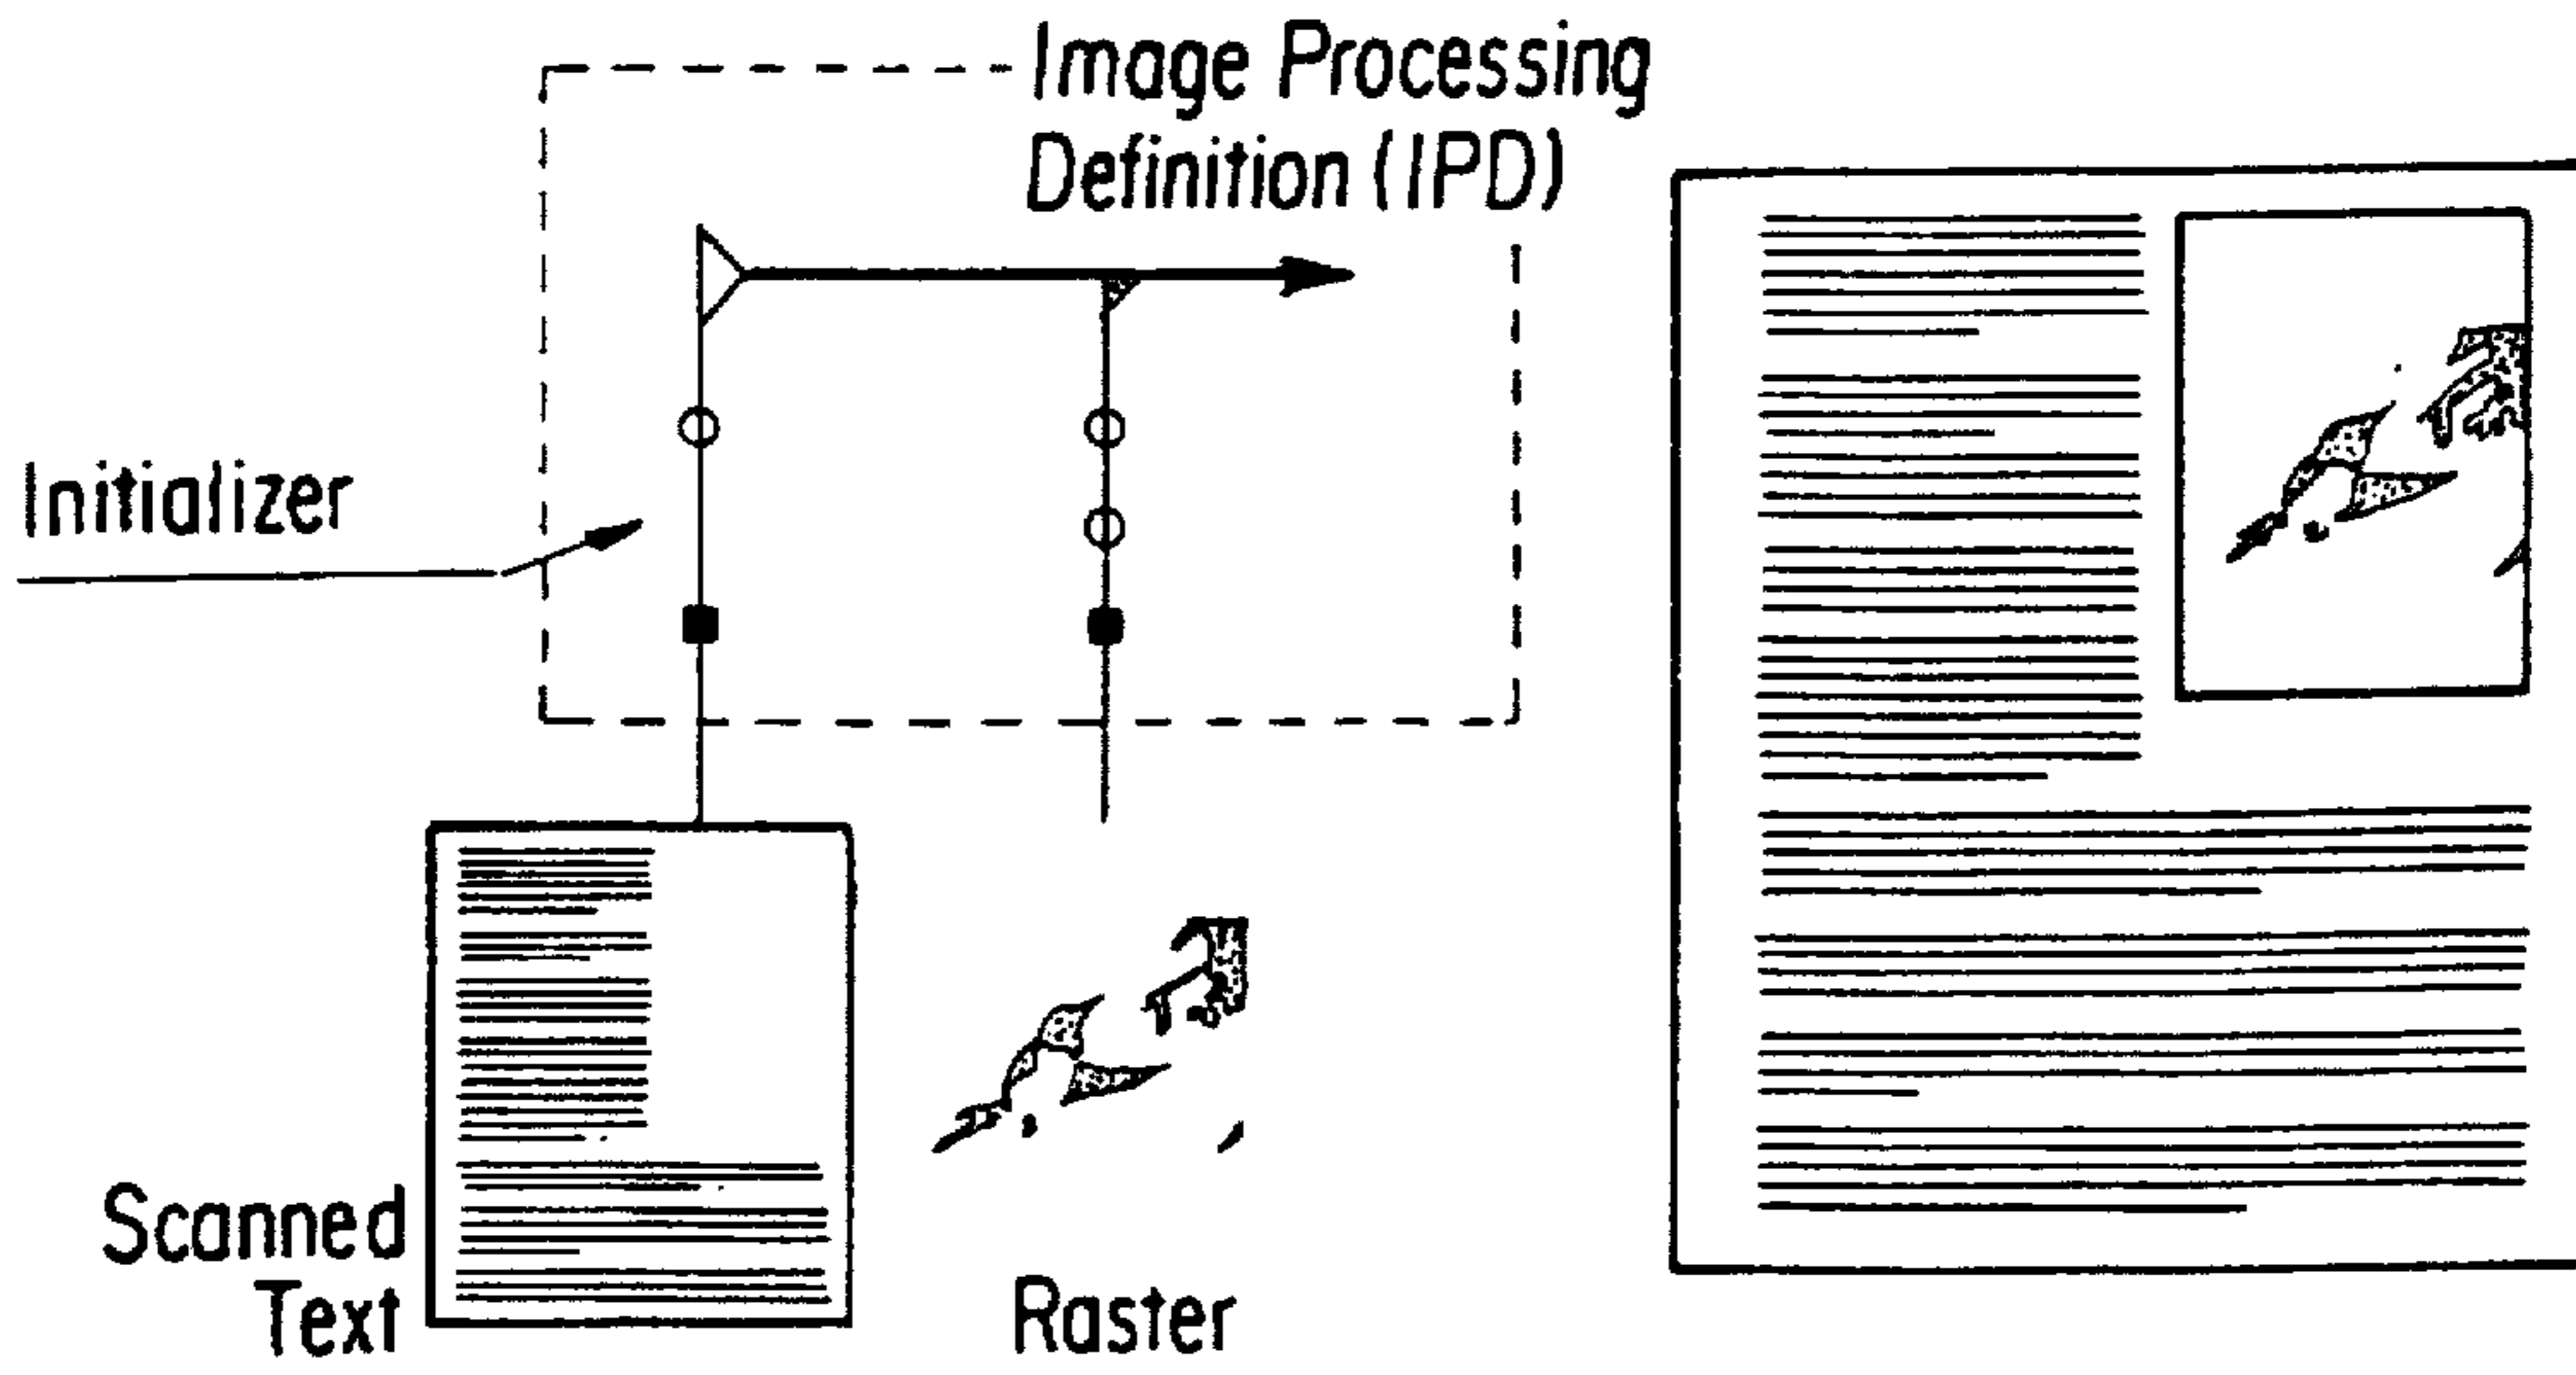 Image Processing
Definition (IPD)
Initializer
Scanned
Text
Raster